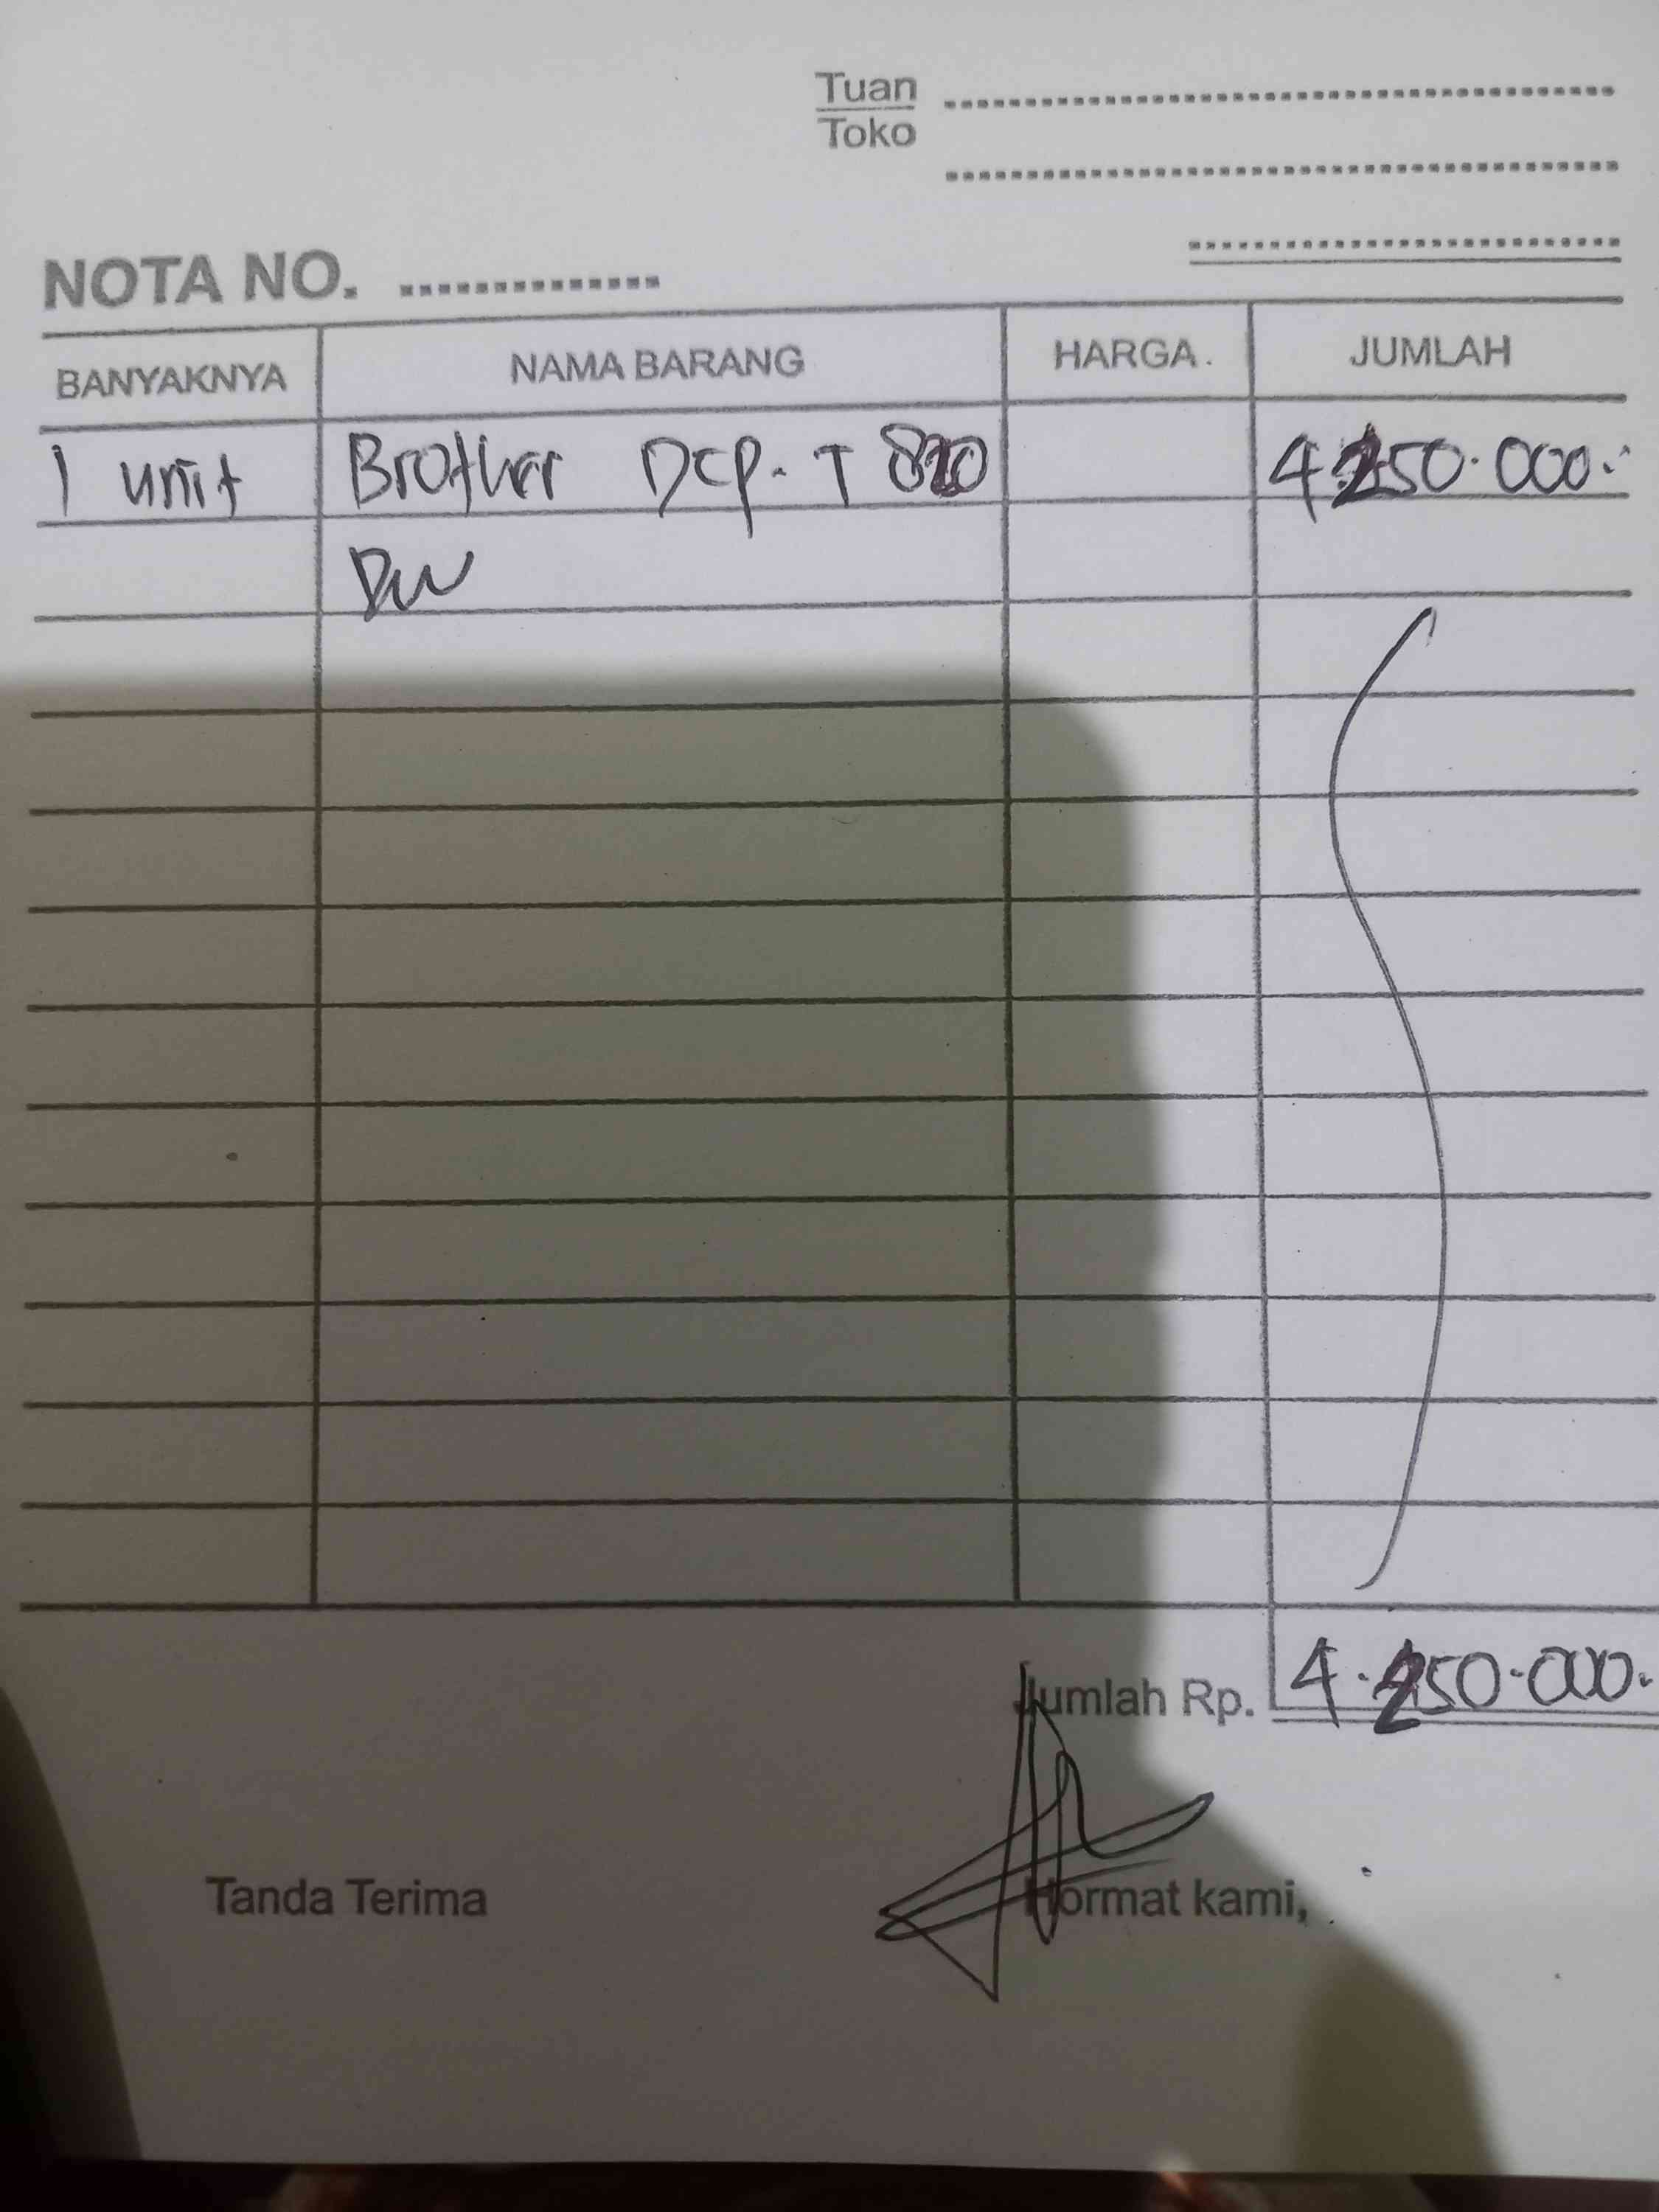 Tuan
Toko
NOTA NO. ..............
BANYAKNYA NAMA BARANG HARGA. JUMLAH
1 unit Brother DCP. T 820 4.250.000.-
DW
Jumlah Rp. 4.250.000.
Tanda Terima Hormat kami,